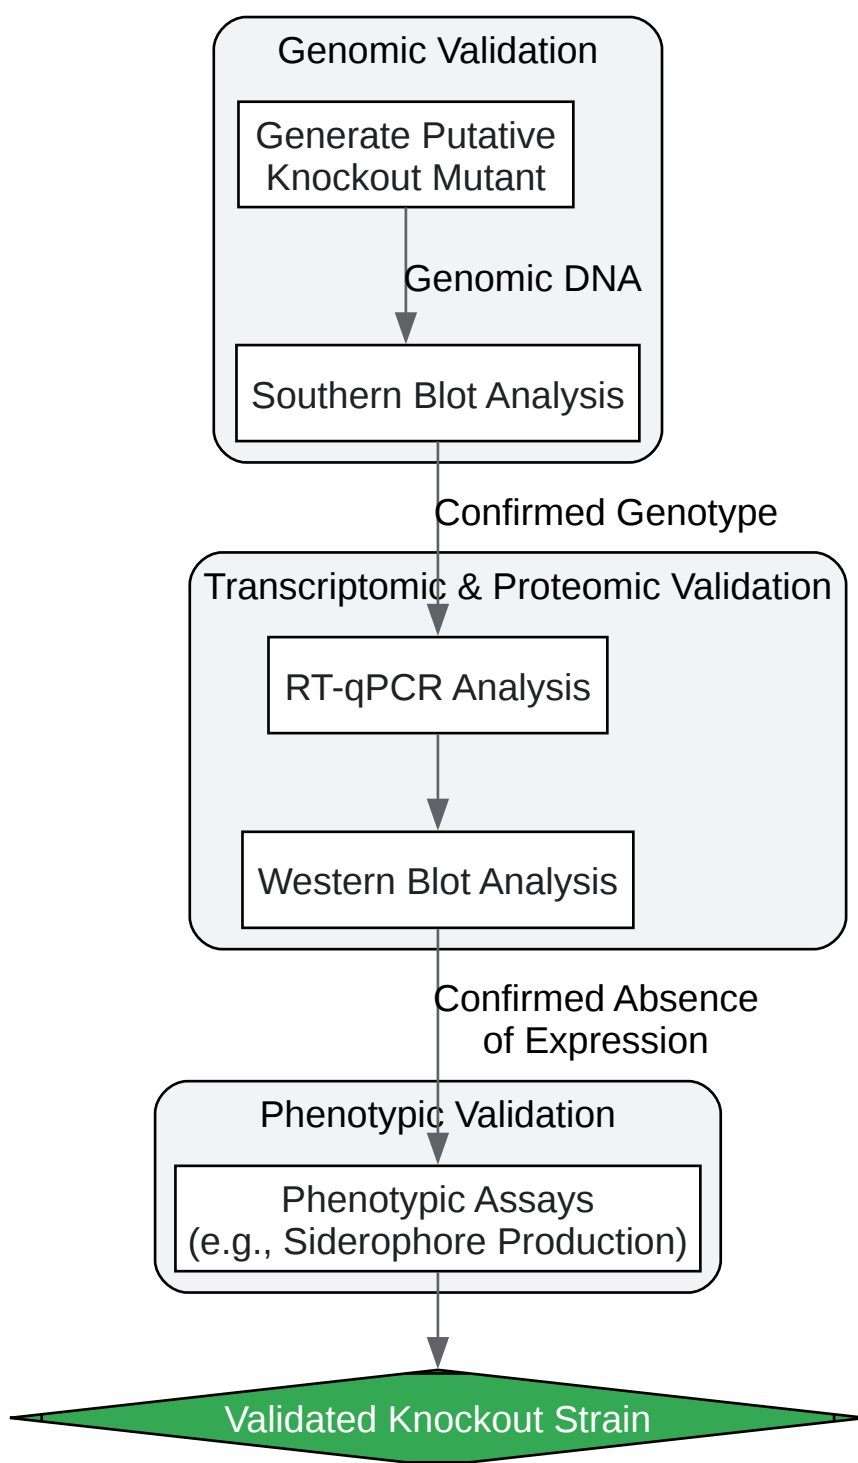 Genomic Validation
Generate Putative
Knockout Mutant
Genomic DNA
Southern Blot Analysis
Confirmed Genotype
Transcriptomic & Proteomic Validation
RT-qPCR Analysis
Western Blot Analysis
Confirmed Absence
of Expression
Phenotypic Validation
Phenotypic Assays
(e.g., Siderophore Production)
Validated Knockout Strain